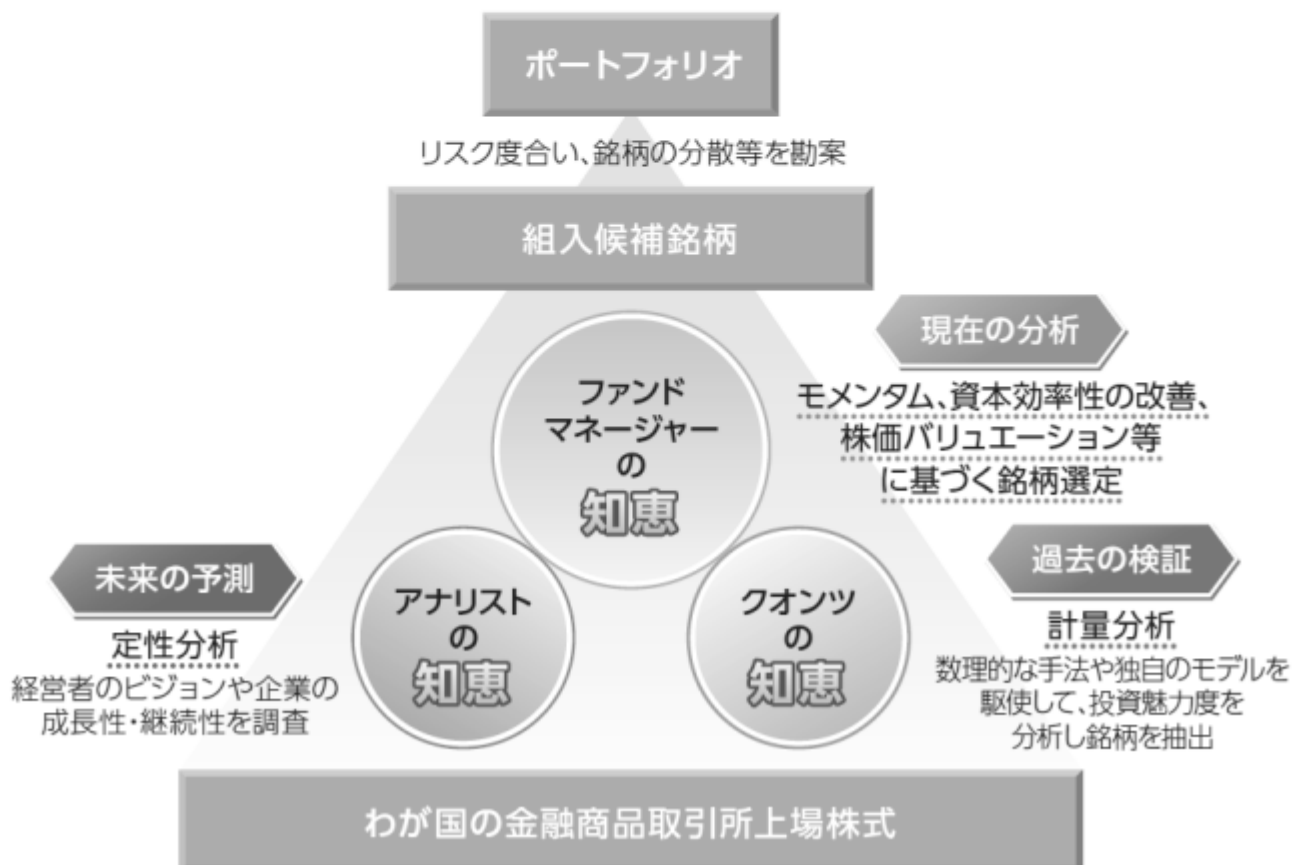 ポートフォリオ
リスク度合い、銘柄の分散等を勘案
組入候補銘柄
現在の分析
モメンタム、資本効率性の改善、
株価バリュエーション等
に基づく銘柄選定
ファンド
マネージャー
の
知恵
未来の予測
定性分析
経営者のビジョンや企業の
成長性・継続性を調査
アナリスト
の
知恵
クオンツ
の
知恵
過去の検証
計量分析
数理的な手法や独自のモデルを
駆使して、投資魅力度を
分析し銘柄を抽出
わが国の金融商品取引所上場株式